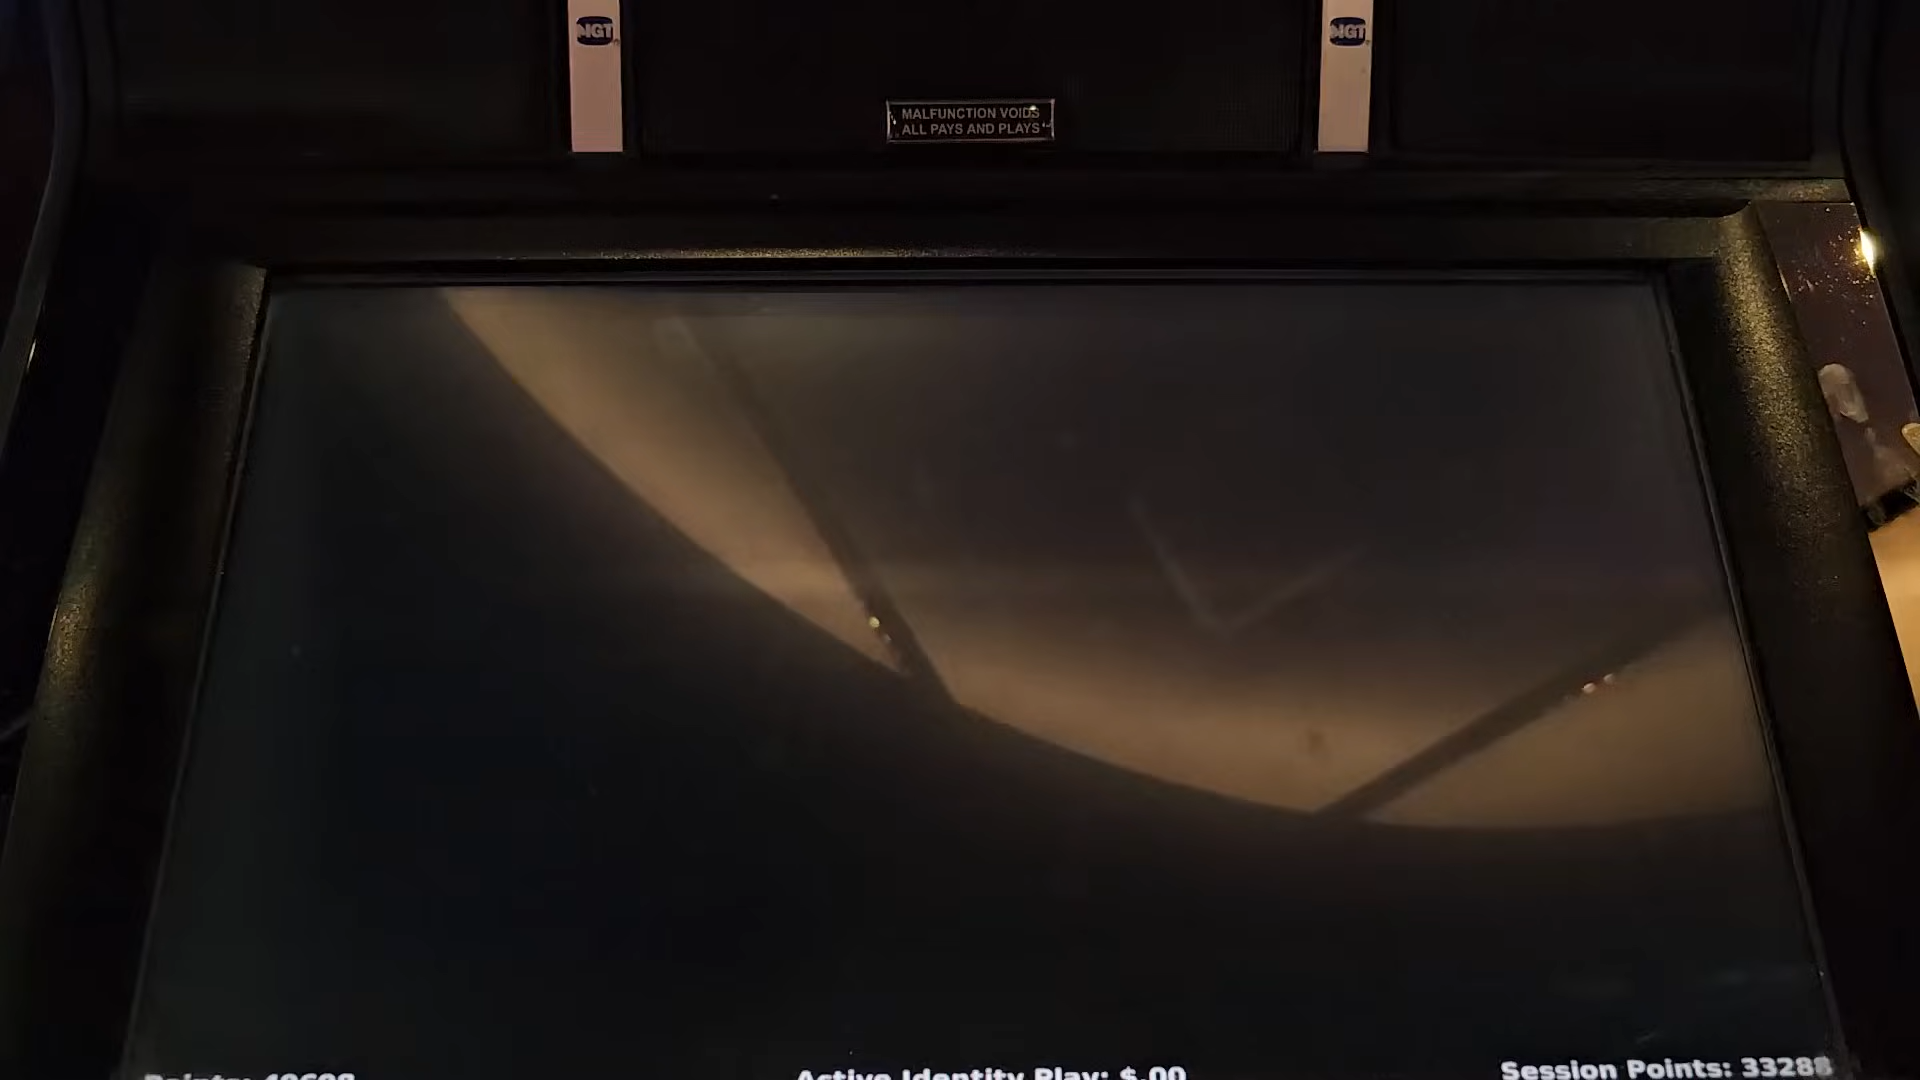 IGT
IGT
MALFUNCTION VOIDS
ALL PAYS AND PLAYS
Active Identity Play: $.00
Session Points: 33288